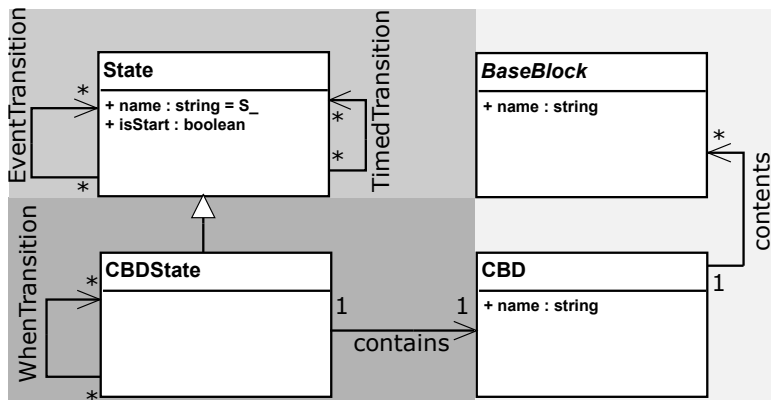 State
+ name : string = S_
+ isStart : boolean
EventTransition
*
*
TimedTransition
*
*
BaseBlock
+ name : string
*
contents
1
CBDState
WhenTransition
*
*
1
contains
1
CBD
+ name : string